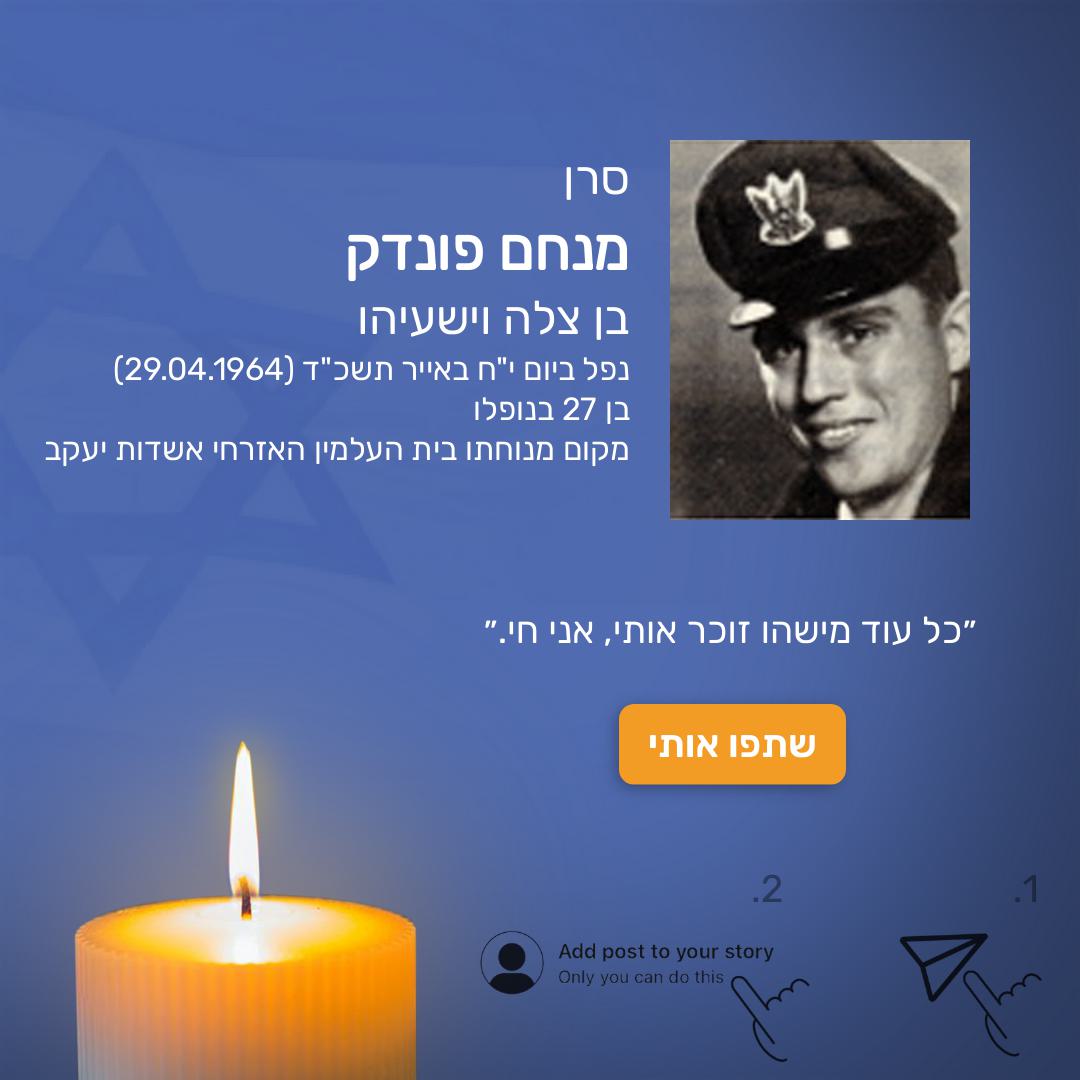 סרן
מנחם פונדק
בן צלה וישעיהו
נפל ביום י"ח באייר תשכ"ד (29.04.1964)
בן 27 בנופלו
מקום מנוחתו בית העלמין האזרחי אשדות יעקב
״כל עוד מישהו זוכר אותי, אני חי.״
שתפו אותי
1.
2.
Add post to your story
Only you can do this